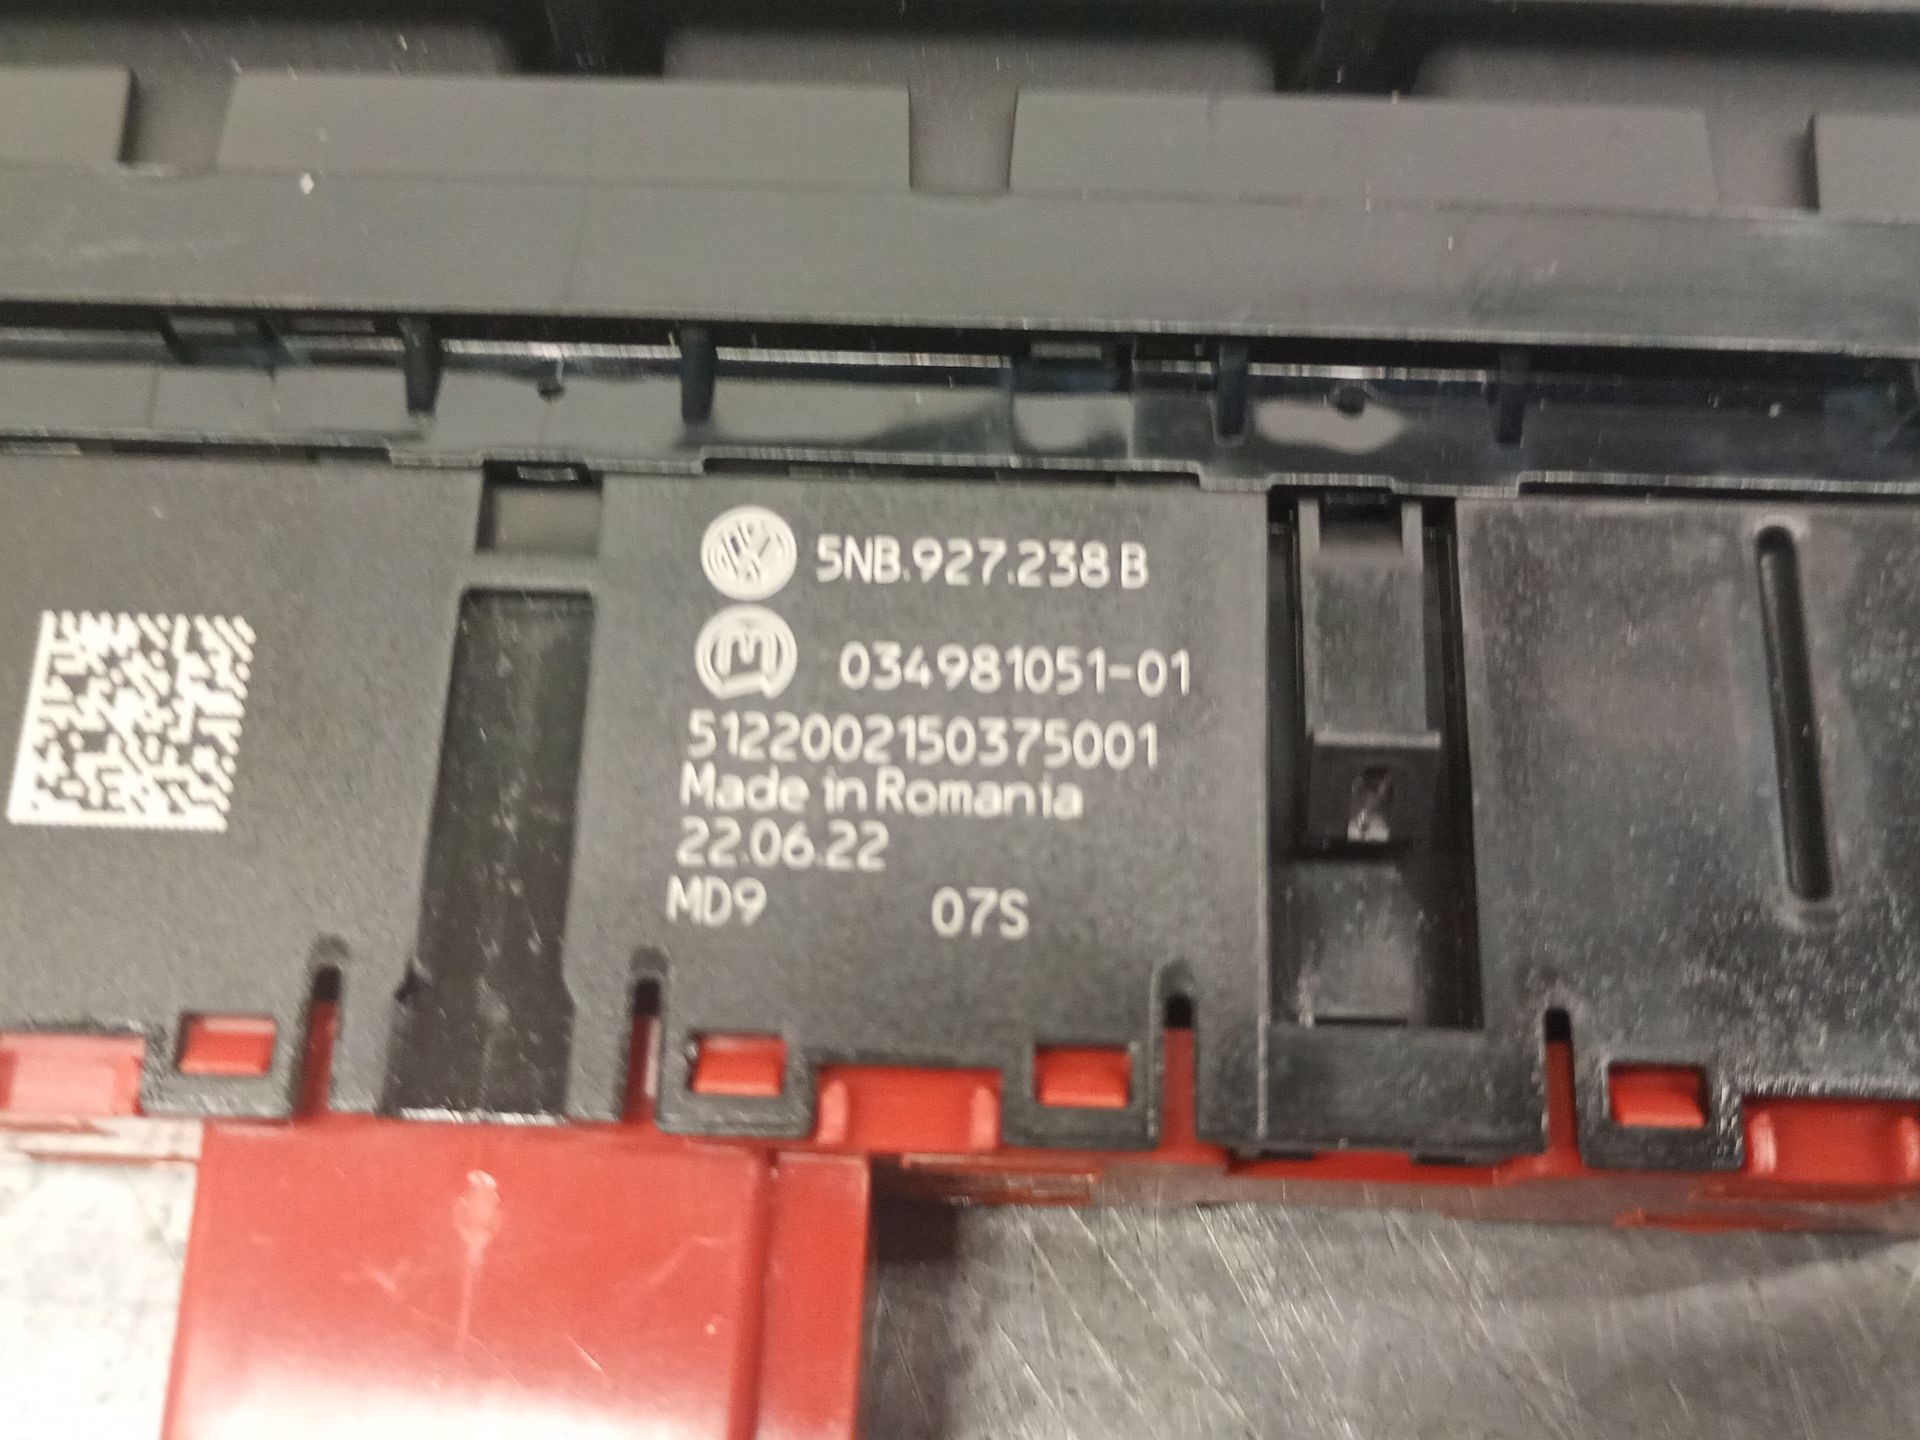 5NB.927.238 B
034981051-01
5122002150375001
Made in Romania
22.06.22
MD9 07S